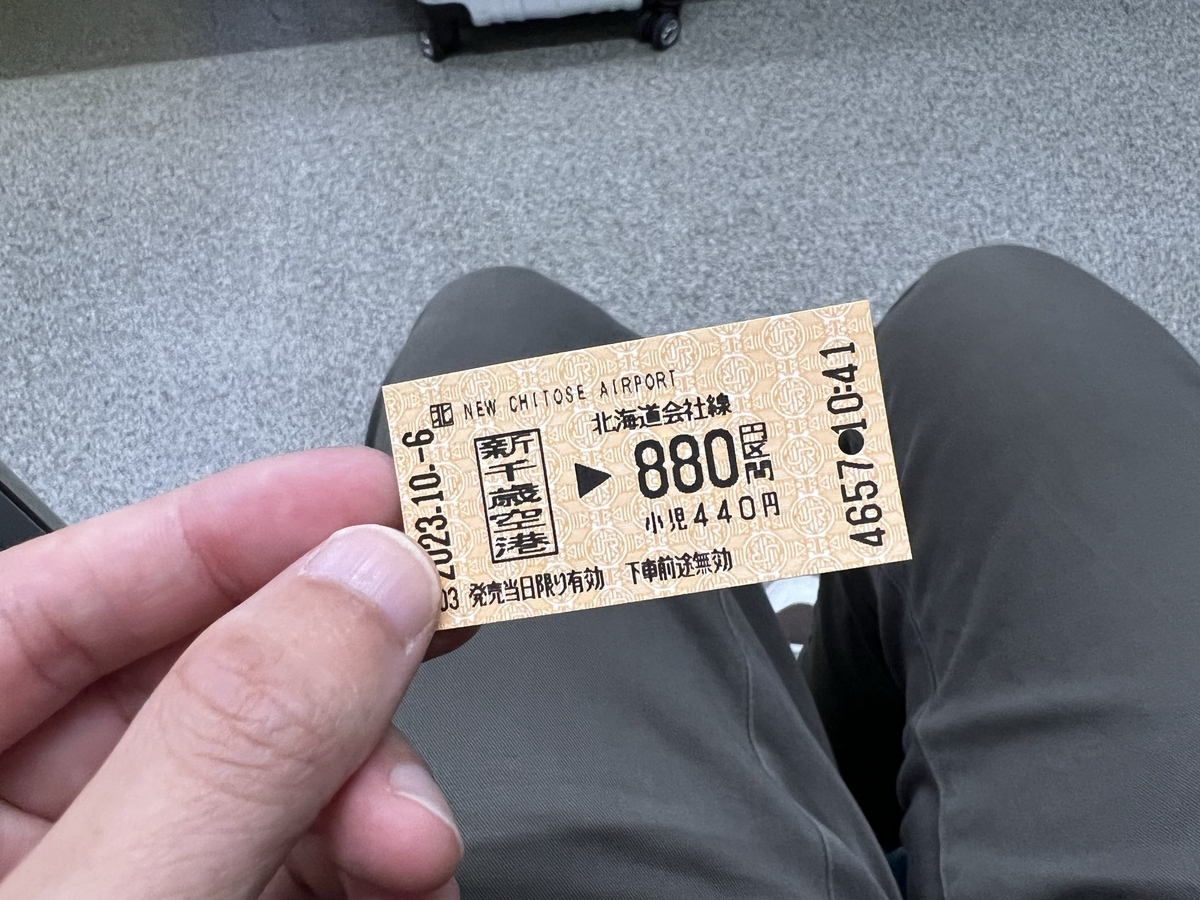 北 NEW CHITOSE AIRPORT
北海道会社線
新千歳空港 ▶ 880円区間
小児440円
発売当日限り有効 下車前途無効
2023.10.-6
03
4657●10:41